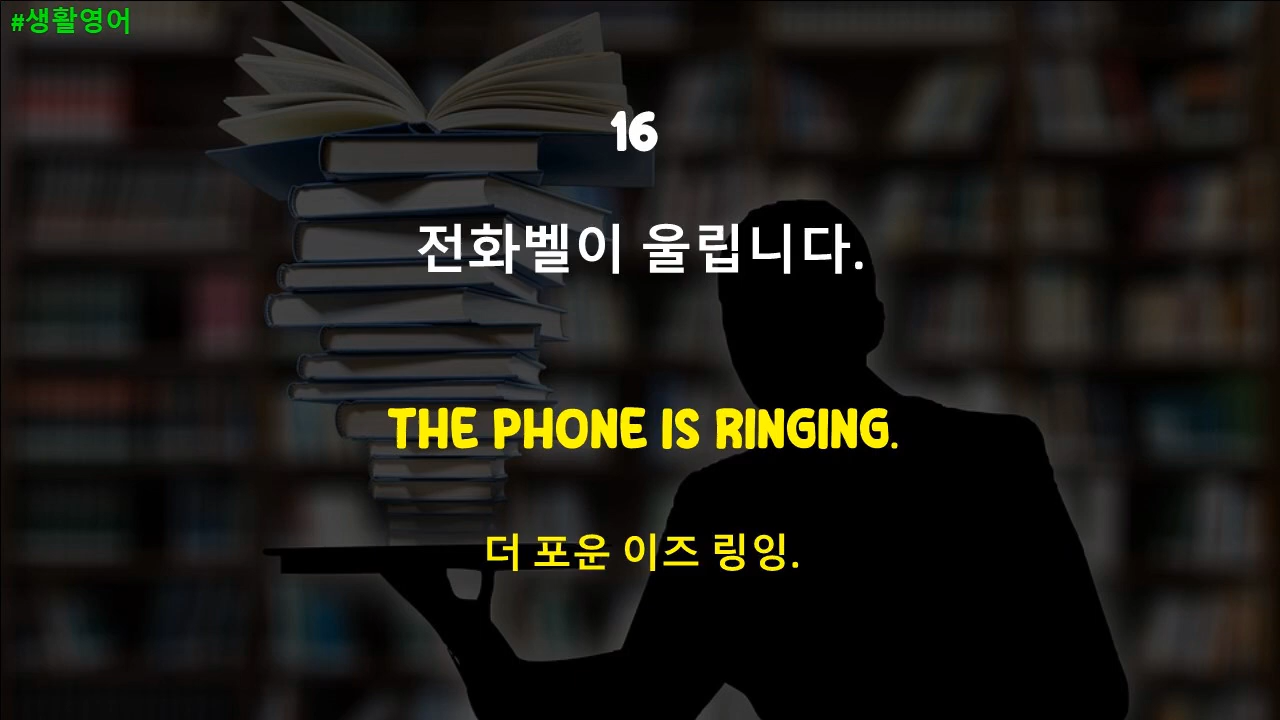 #생활영어
16
전화벨이 울립니다.
THE PHONE IS RINGING.
더 포운 이즈 링잉.